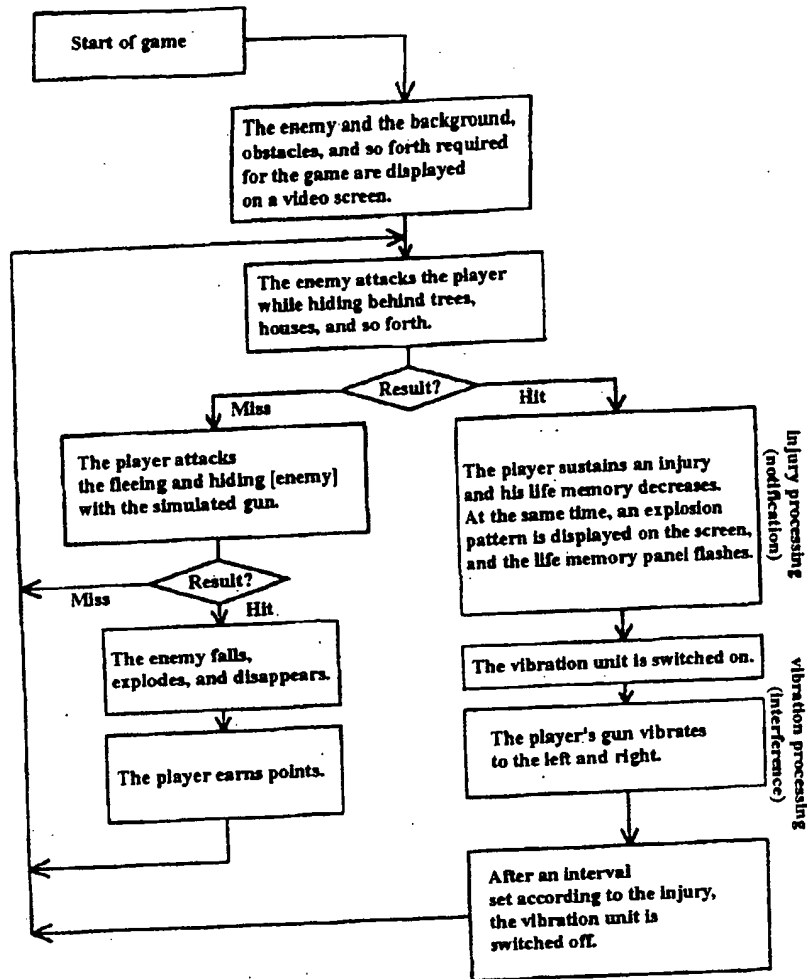 Start of game
The enemy and the background,
obstacles, and so forth required
for the game are displayed
on a video screen.
The enemy attacks the player
while hiding behind trees,
houses, and so forth.
Result?
Miss
Hit
The player attacks
the fleeing and hiding [enemy]
with the simulated gun.
The player sustains an injury
and his life memory decreases.
At the same time, an explosion
pattern is displayed on the screen,
and the life memory panel flashes.
injury processing
(notification)
Result?
Miss
Hit
The enemy falls,
explodes, and disappears.
The vibration unit is switched on.
The player earns points.
The player's gun vibrates
to the left and right.
vibration processing
(interference)
After an interval
set according to the injury,
the vibration unit is
switched off.